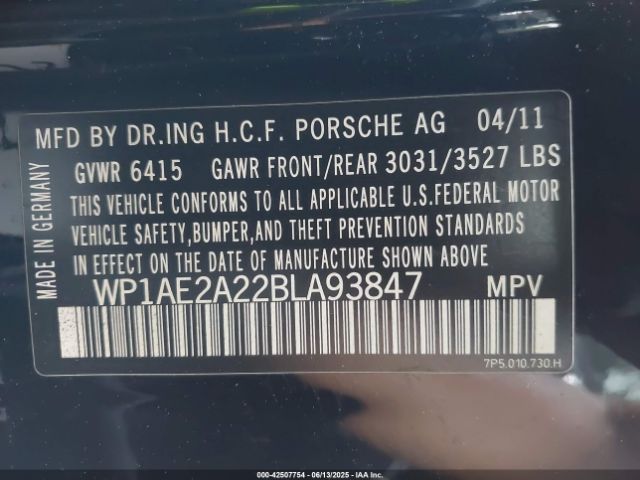 MFD BY DR.ING H.C.F. PORSCHE AG 04/11
GVWR 6415 GAWR FRONT/REAR 3031/3527 LBS
THIS VEHICLE CONFORMS TO ALL APPLICABLE U.S.FEDERAL MOTOR
VEHICLE SAFETY,BUMPER,AND THEFT PREVENTION STANDARDS
IN EFFECT ON THE DATE OF MANUFACTURE SHOWN ABOVE
WP1AE2A22BLA93847 MPV
MADE IN GERMANY
7P5.010.730.H
000-42507754 - 06/13/2025 - IAAI.COM